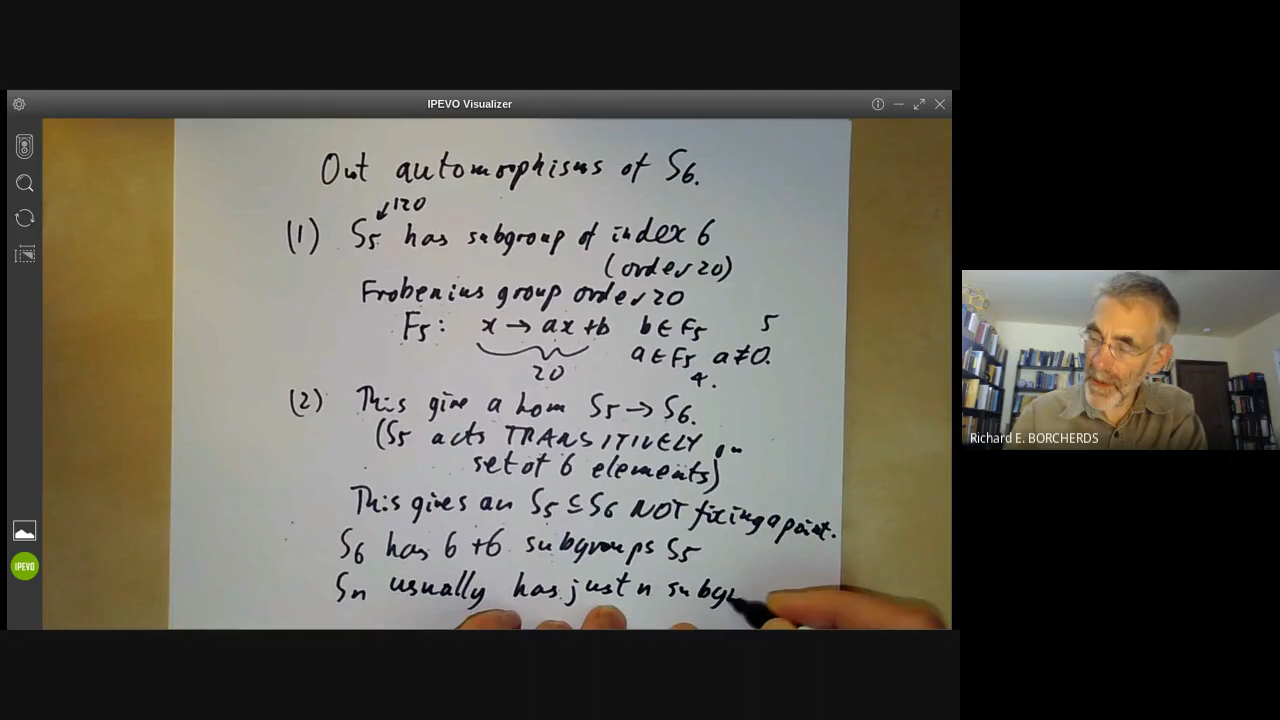 IPEVO Visualizer
Out automorphisms of S6.
120
(1) S5 has subgroup of index 6
(order 20)
Frobenius group order 20
F5: x → ax + b b ∈ F5 5
a ∈ F5 a ≠ 0.
20 4.
(2) This give a hom S5 → S6.
(S5 acts TRANSITIVELY on
set of 6 elements)
This gives an S5 ⊆ S6 NOT fixing a point.
S6 has 6 + 6 subgroups S5
Sn usually has just n subgr
IPEVO
Richard E. BORCHERDS